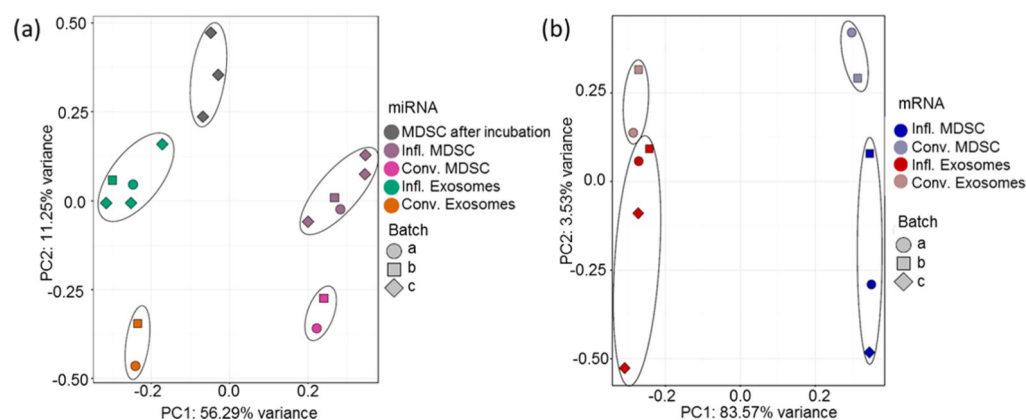 (a)
0.50
0.25
0.0
-0.25
-0.50
PC2: 11.25% variance
-0.2
0.0
0.2
PC1: 56.29% variance
miRNA
MDSC after incubation
Infl. MDSC
Conv. MDSC
Infl. Exosomes
Conv. Exosomes
Batch
a
b
c
(b)
0.25
0.0
-0.25
-0.50
PC2: 3.53% variance
-0.2
0.0
0.2
PC1: 83.57% variance
mRNA
Infl. MDSC
Conv. MDSC
Infl. Exosomes
Conv. Exosomes
Batch
a
b
c